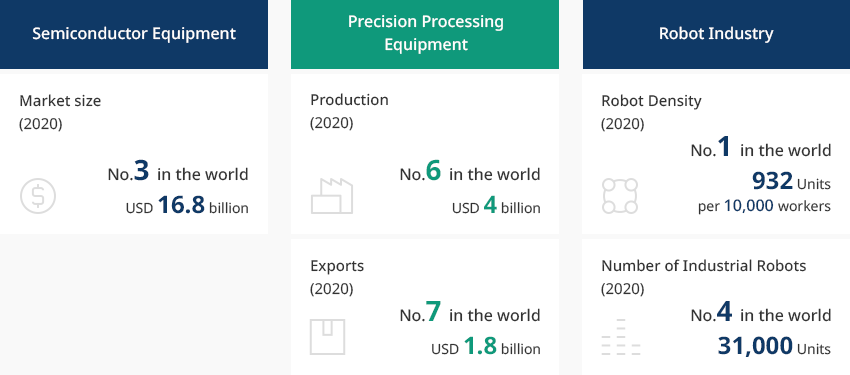 Semiconductor Equipment
Market size
(2020)
No.3 in the world
USD 16.8 billion
Precision Processing
Equipment
Production
(2020)
No.6 in the world
USD 4 billion
Exports
(2020)
No.7 in the world
USD 1.8 billion
Robot Industry
Robot Density
(2020)
No.1 in the world
932 Units
per 10,000 workers
Number of Industrial Robots
(2020)
No.4 in the world
31,000 Units